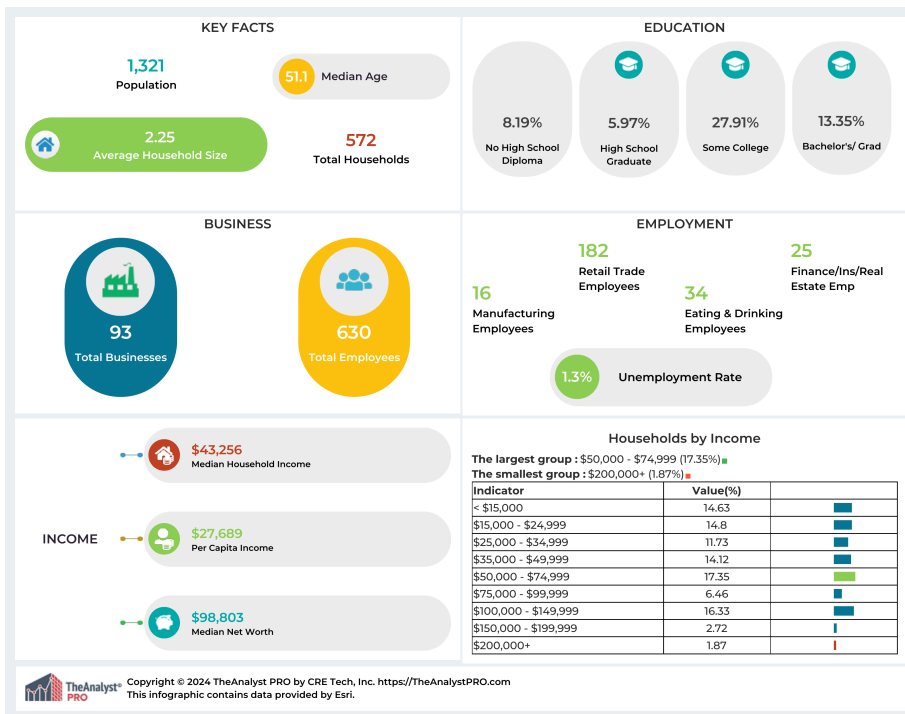 KEY FACTS
1,321
Population
51.1 Median Age
2.25
Average Household Size
572
Total Households
EDUCATION
8.19%
No High School
Diploma
5.97%
High School
Graduate
27.91%
Some College
13.35%
Bachelor's/ Grad
BUSINESS
93
Total Businesses
630
Total Employees
EMPLOYMENT
16
Manufacturing
Employees
182
Retail Trade
Employees
34
Eating & Drinking
Employees
25
Finance/Ins/Real
Estate Emp
1.3% Unemployment Rate
INCOME
$43,256
Median Household Income
$27,689
Per Capita Income
$98,803
Median Net Worth
Households by Income
The largest group : $50,000 - $74,999 (17.35%)
The smallest group : $200,000+ (1.87%)
Indicator Value(%)
< $15,000 14.63
$15,000 - $24,999 14.8
$25,000 - $34,999 11.73
$35,000 - $49,999 14.12
$50,000 - $74,999 17.35
$75,000 - $99,999 6.46
$100,000 - $149,999 16.33
$150,000 - $199,999 2.72
$200,000+ 1.87
TheAnalyst®
PRO
Copyright © 2024 TheAnalyst PRO by CRE Tech, Inc. https://TheAnalystPRO.com
This infographic contains data provided by Esri.